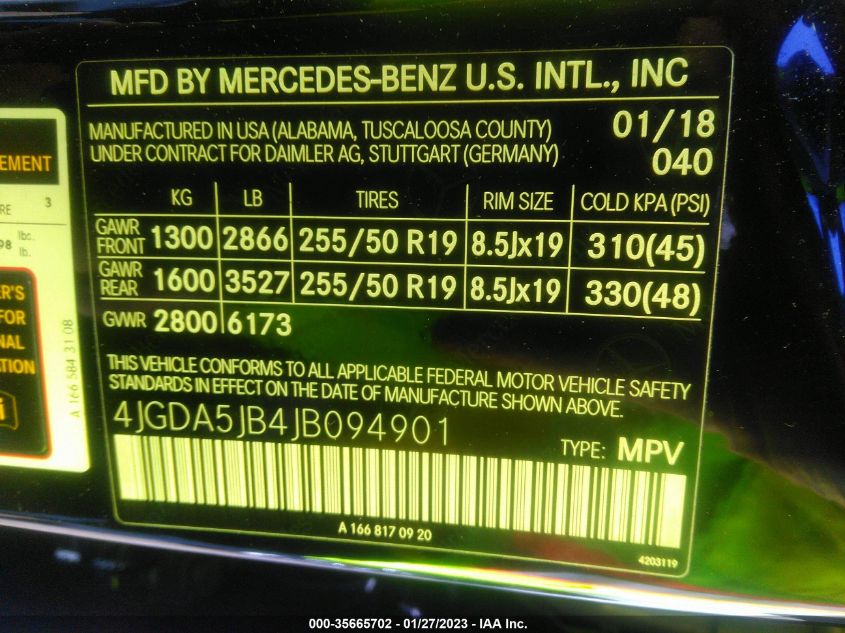 MFD BY MERCEDES-BENZ U.S. INTL., INC
MANUFACTURED IN USA (ALABAMA, TUSCALOOSA COUNTY) 01/18
UNDER CONTRACT FOR DAIMLER AG, STUTTGART (GERMANY) 040
KG LB TIRES RIM SIZE COLD KPA (PSI)
GAWR FRONT 1300 2866 255/50 R19 8.5Jx19 310(45)
GAWR REAR 1600 3527 255/50 R19 8.5Jx19 330(48)
GVWR 2800 6173
THIS VEHICLE CONFORMS TO ALL APPLICABLE FEDERAL MOTOR VEHICLE SAFETY
STANDARDS IN EFFECT ON THE DATE OF MANUFACTURE SHOWN ABOVE.
4JGDA5JB4JB094901
TYPE: MPV
A 166 817 09 20
4203119
EMENT
RE 3
98 lbs.
lb.
ER'S
FOR
NAL
ATION
i
A 166 584 31 08
000-35665702 - 01/27/2023 - IAA Inc.